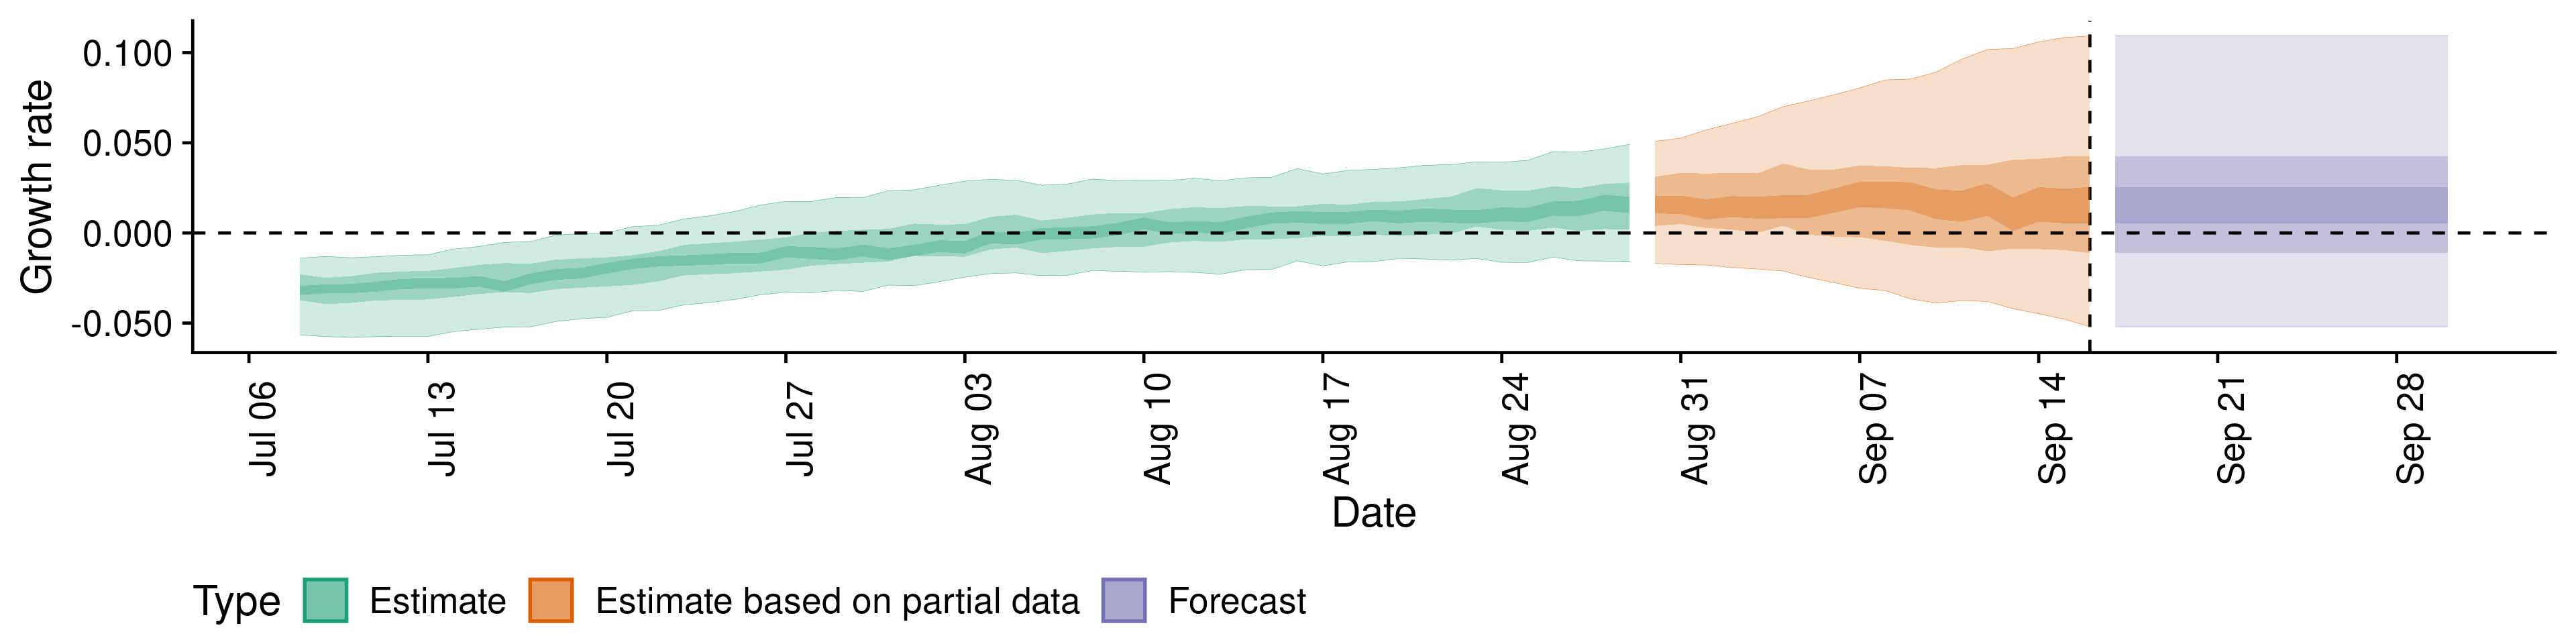 Growth rate
0.100
0.050
0.000
-0.050
Jul 06
Jul 13
Jul 20
Jul 27
Aug 03
Aug 10
Aug 17
Aug 24
Aug 31
Sep 07
Sep 14
Sep 21
Sep 28
Date
Type Estimate Estimate based on partial data Forecast